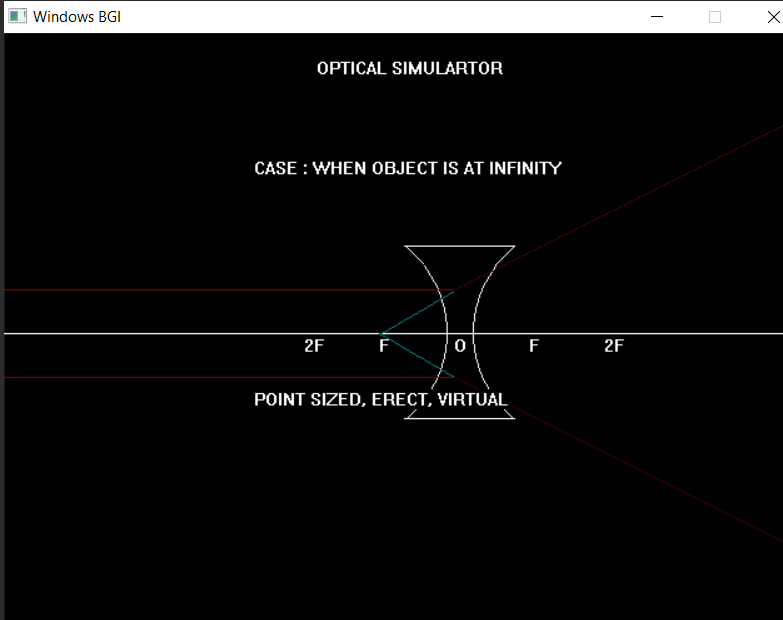 Windows BGI
OPTICAL SIMULARTOR
CASE : WHEN OBJECT IS AT INFINITY
2F F O F 2F
POINT SIZED, ERECT, VIRTUAL